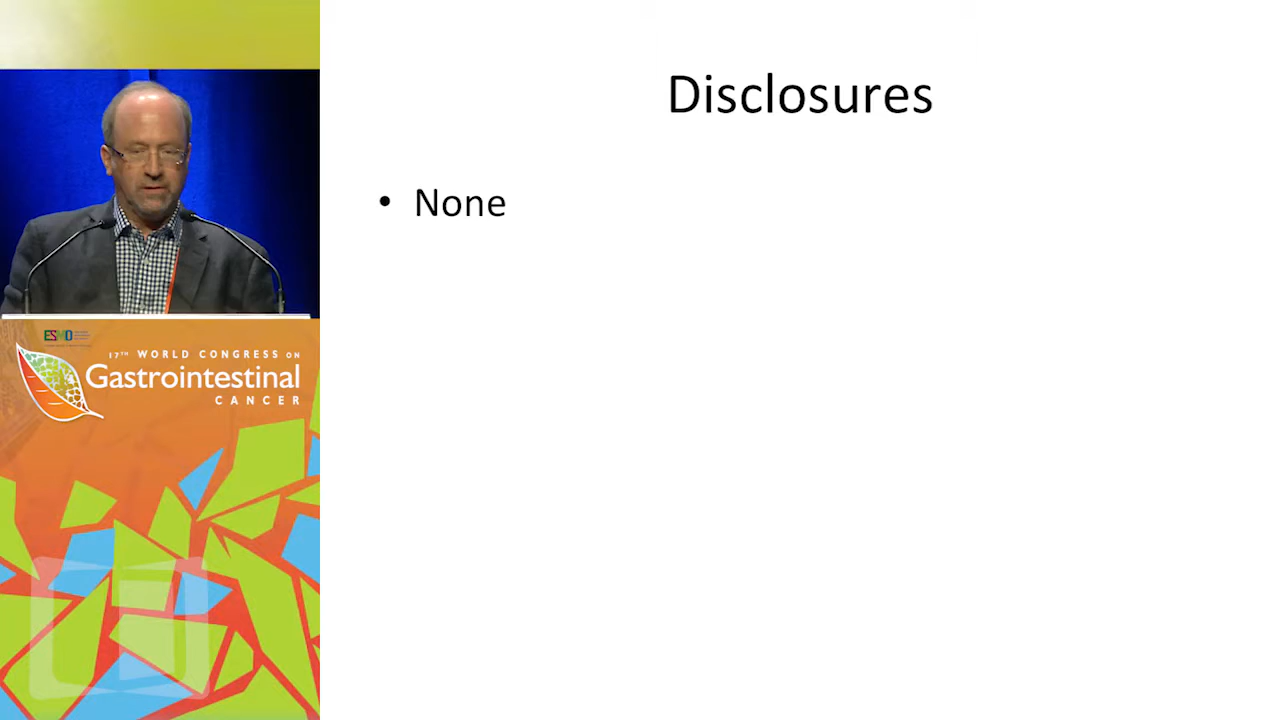 Disclosures
• None
ESMO
17TH WORLD CONGRESS ON
Gastrointestinal
CANCER